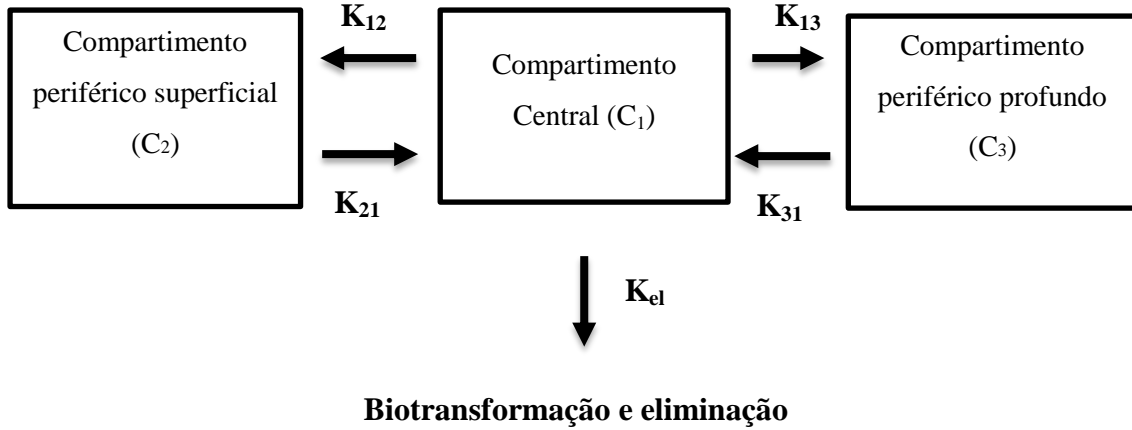 K₁₂
K₁₃
Compartimento
periférico superficial
(C₂)
Compartimento
Central (C₁)
Compartimento
periférico profundo
(C₃)
K₂₁
K₃₁
Kₑₗ
Biotransformação e eliminação